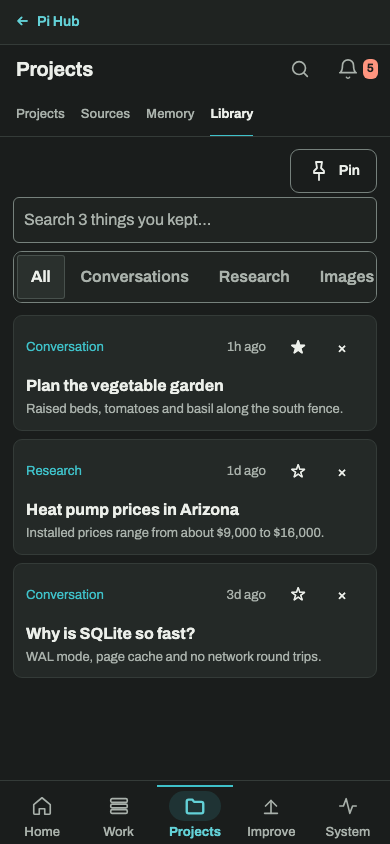 Pi Hub
Projects
5
Projects Sources Memory Library
Pin
Search 3 things you kept...
All Conversations Research Images
Conversation 1h ago
Plan the vegetable garden
Raised beds, tomatoes and basil along the south fence.
Research 1d ago
Heat pump prices in Arizona
Installed prices range from about $9,000 to $16,000.
Conversation 3d ago
Why is SQLite so fast?
WAL mode, page cache and no network round trips.
Home Work Projects Improve System